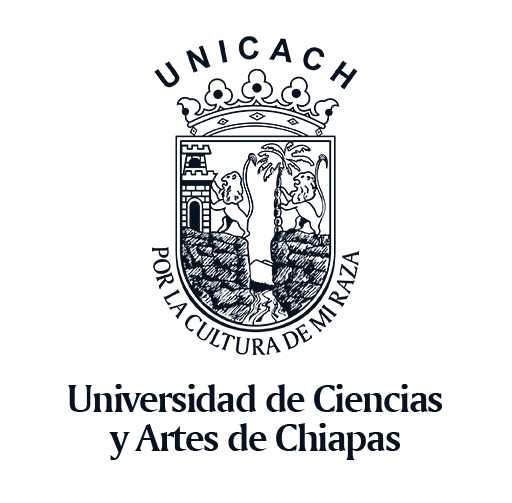 UNICACH
POR LA CULTURA DE MI RAZA
Universidad de Ciencias
y Artes de Chiapas